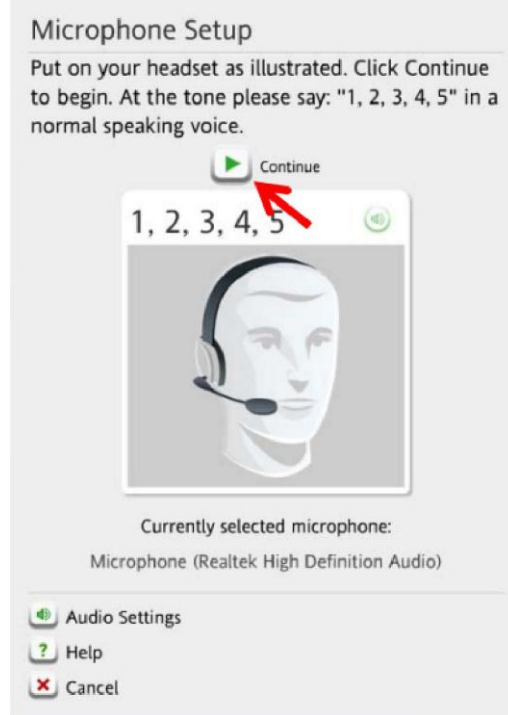 Microphone Setup
Put on your headset as illustrated. Click Continue
to begin. At the tone please say: "1, 2, 3, 4, 5" in a
normal speaking voice.
Continue
1, 2, 3, 4, 5
Currently selected microphone:
Microphone (Realtek High Definition Audio)
Audio Settings
? Help
Cancel